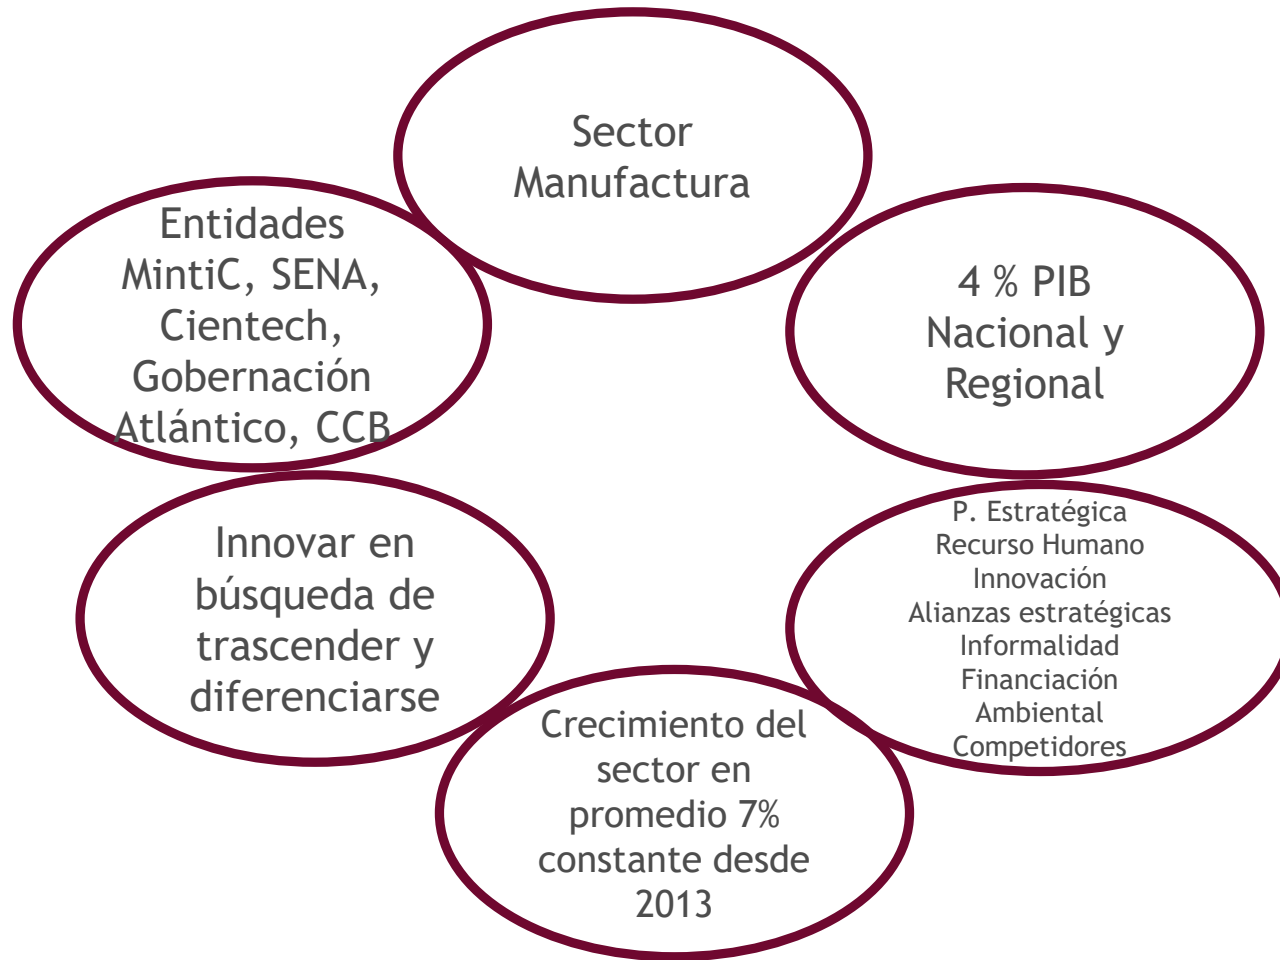 Sector
Manufactura
4 % PIB
Nacional y
Regional
P. Estratégica
Recurso Humano
Innovación
Alianzas estratégicas
Informalidad
Financiación
Ambiental
Competidores
Crecimiento del
sector en
promedio 7%
constante desde
2013
Innovar en
búsqueda de
trascender y
diferenciarse
Entidades
MintiC, SENA,
Cientech,
Gobernación
Atlántico, CCB